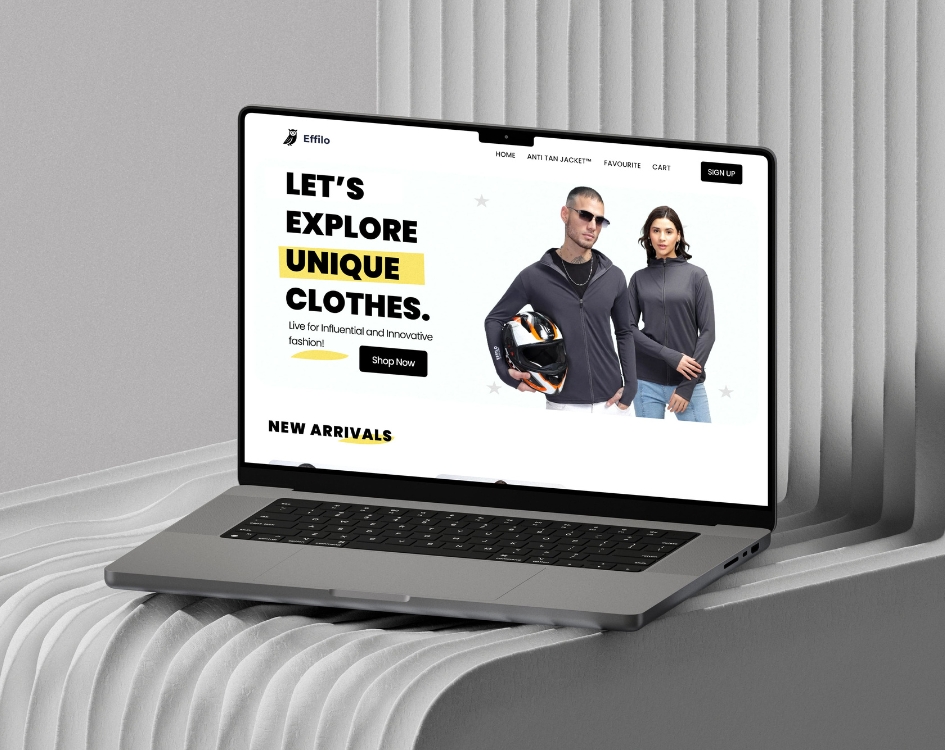 Effilo
HOME ANTI TAN JACKET™ FAVOURITE CART SIGN UP
LET’S
EXPLORE
UNIQUE
CLOTHES.
Live for Influential and Innovative
fashion!
Shop Now
Effilo
NEW ARRIVALS